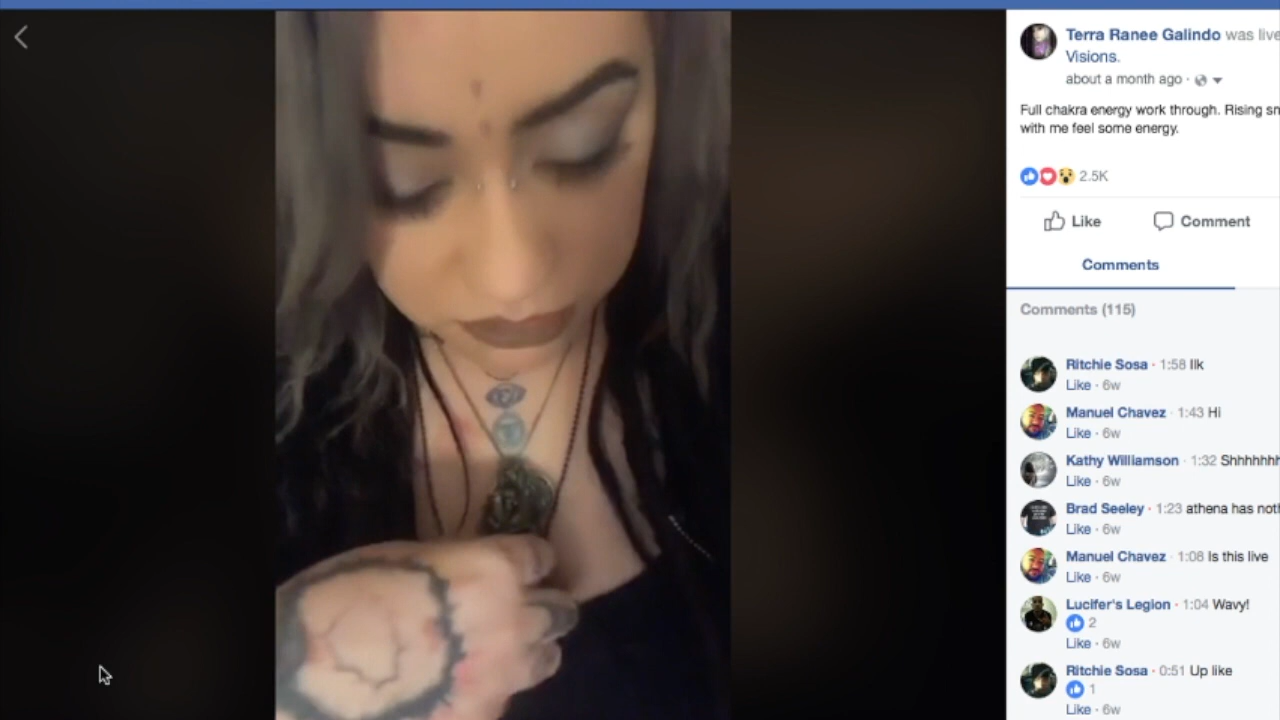 Terra Ranee Galindo was live
Visions.
about a month ago
Full chakra energy work through. Rising
with me feel some energy.
2.5K
Like Comment
Comments
Comments (115)
Ritchie Sosa · 1:58 Ilk
Like · 6w
Manuel Chavez · 1:43 Hi
Like · 6w
Kathy Williamson · 1:32 Shhhhhhh
Like · 6w
Brad Seeley · 1:23 athena has
Like · 6w
Manuel Chavez · 1:08 Is this live
Like · 6w
Lucifer's Legion · 1:04 Wavy!
2
Like · 6w
Ritchie Sosa · 0:51 Up like
1
Like · 6w